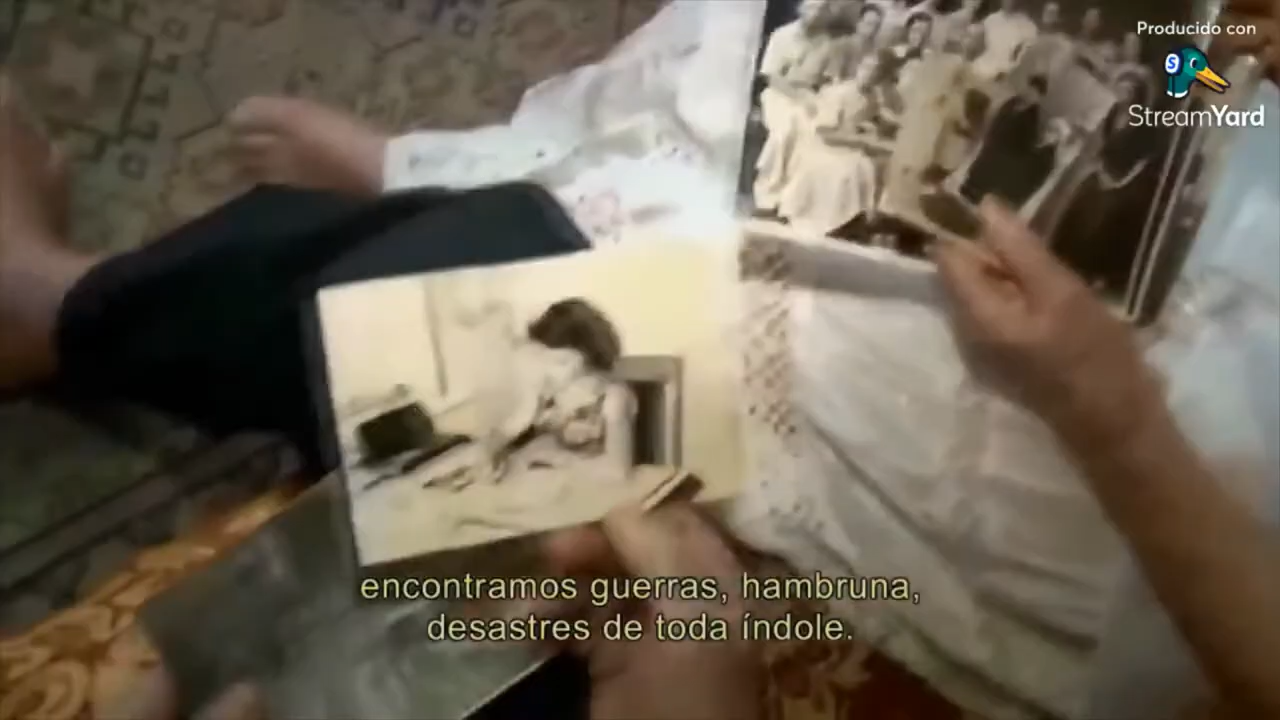 Producido con
StreamYard
encontramos guerras, hambruna,
desastres de toda índole.